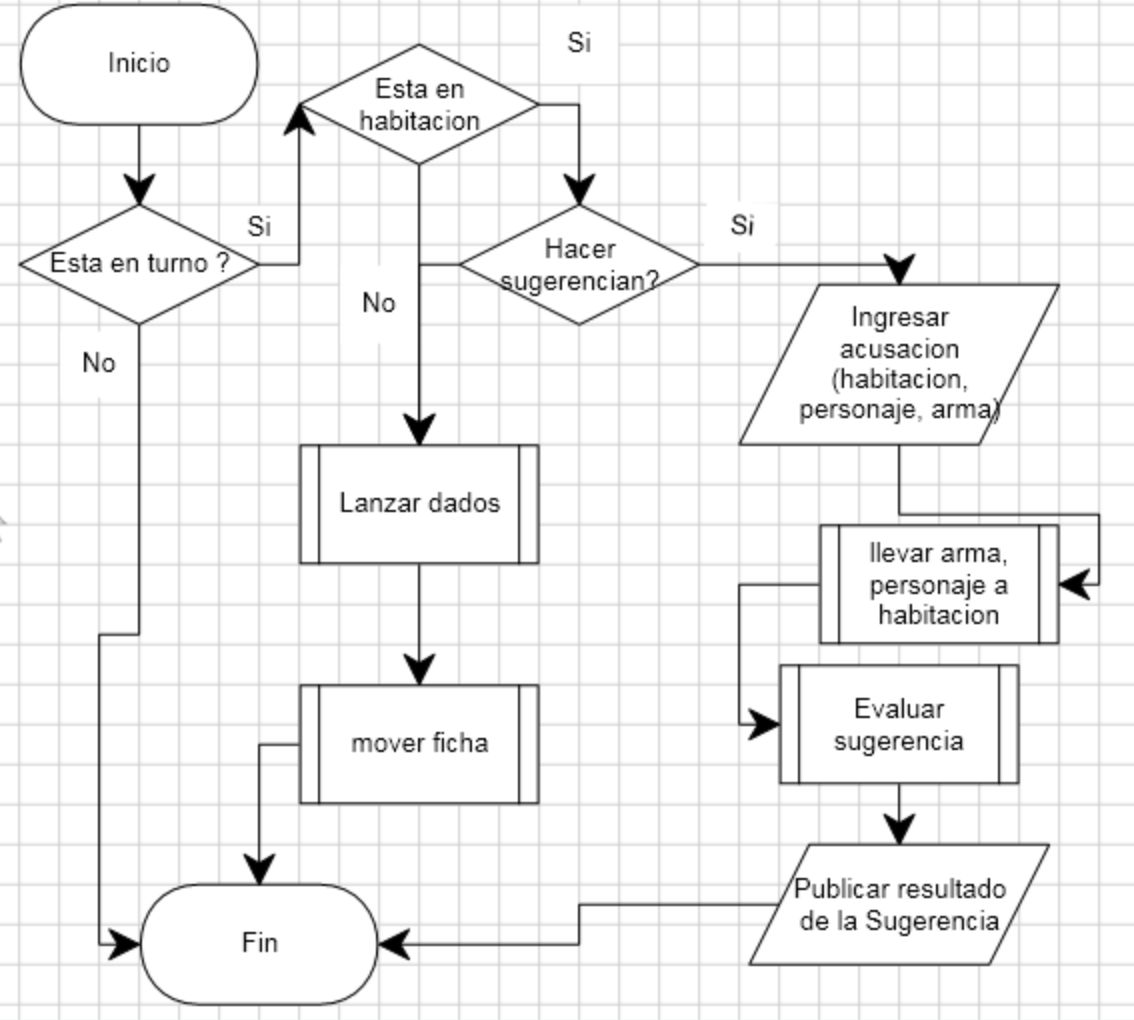 Inicio
Si
Esta en
habitacion
Si
Esta en turno ?
Hacer
sugerencian?
Si
No
No
Ingresar
acusacion
(habitacion,
personaje, arma)
Lanzar dados
llevar arma,
personaje a
habitacion
mover ficha
Evaluar
sugerencia
Publicar resultado
de la Sugerencia
Fin